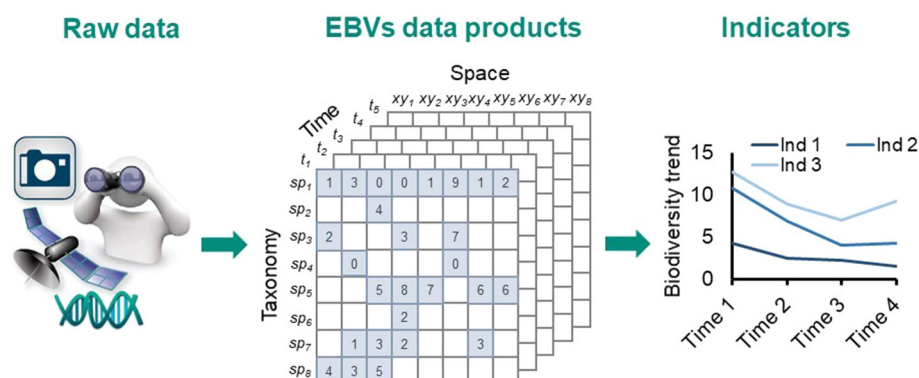 Raw data
EBVs data products
Indicators
Space
xy1 xy2 xy3 xy4 xy5 xy6 xy7 xy8
Time
t5
t4
t3
t2
t1
Taxonomy
sp1 1 3 0 0 1 9 1 2
sp2 4
sp3 2 3 7
sp4 0 0
sp5 5 8 7 6 6
sp6 2
sp7 1 3 2 3
sp8 4 3 5
Biodiversity trend
Ind 1 Ind 2
Ind 3
15
10
5
0
Time 1 Time 2 Time 3 Time 4